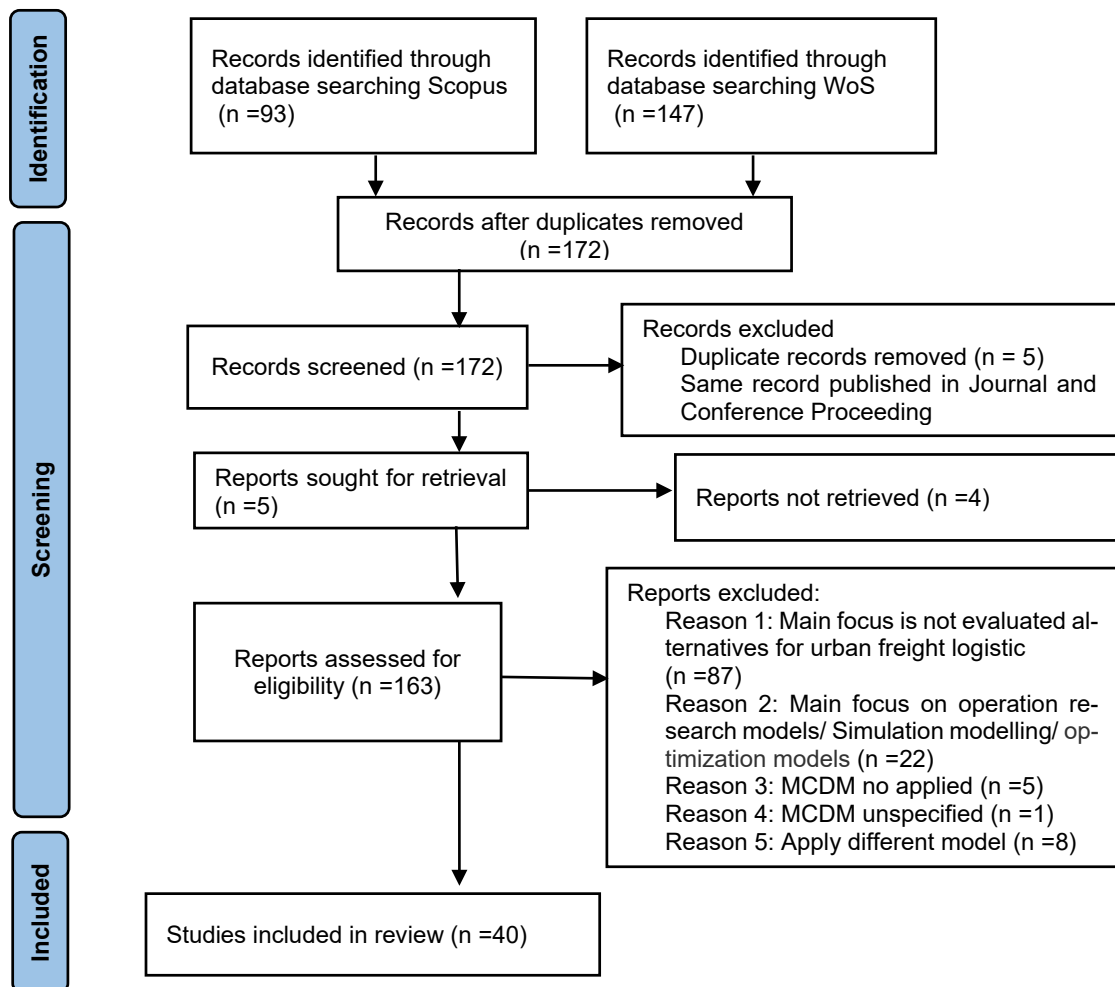 Identification
Records identified through
database searching Scopus
(n =93)
Records identified through
database searching WoS
(n =147)
Records after duplicates removed
(n =172)
Screening
Records screened (n =172)
Records excluded
Duplicate records removed (n = 5)
Same record published in Journal and
Conference Proceeding
Reports sought for retrieval
(n =5)
Reports not retrieved (n =4)
Reports assessed for
eligibility (n =163)
Reports excluded:
Reason 1: Main focus is not evaluated al-
ternatives for urban freight logistic
(n =87)
Reason 2: Main focus on operation re-
search models/ Simulation modelling/ op-
timization models (n =22)
Reason 3: MCDM no applied (n =5)
Reason 4: MCDM unspecified (n =1)
Reason 5: Apply different model (n =8)
Included
Studies included in review (n =40)